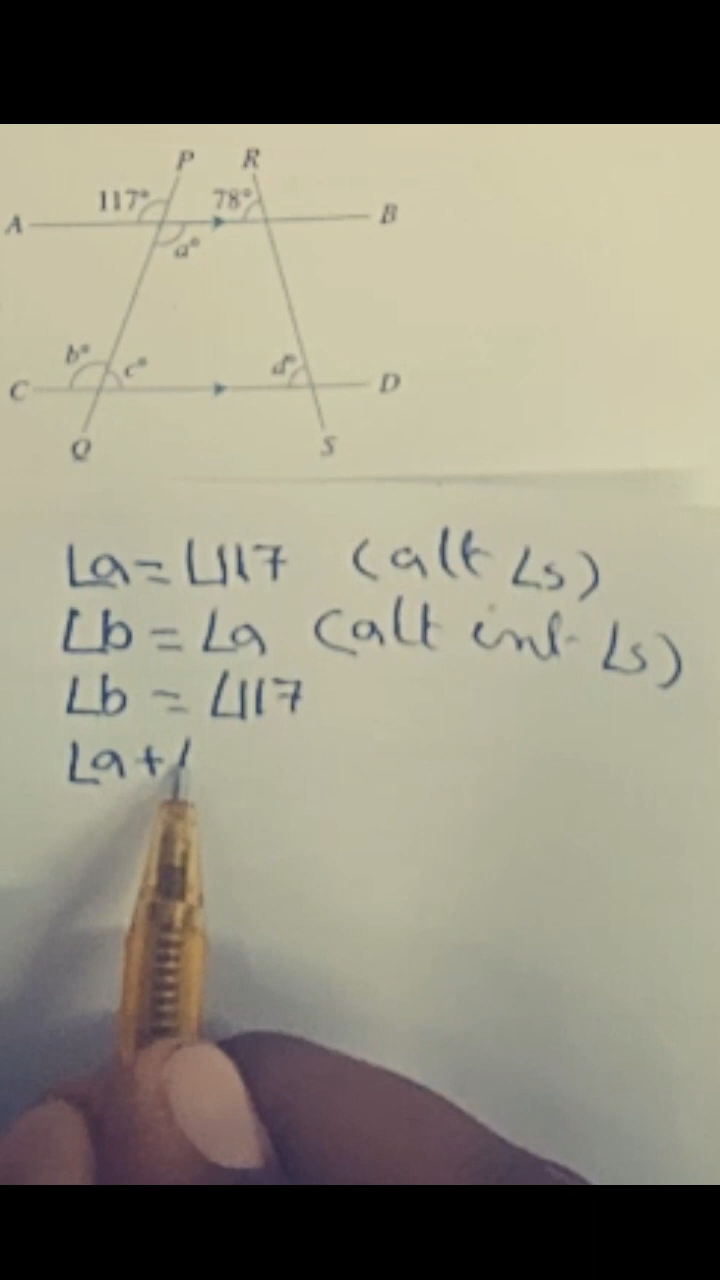 P R
117° 78°
A B
a°
b° c° d°
C D
Q S
∠a = ∠117 (alt ∠s)
∠b = ∠a (alt int ∠s)
∠b = ∠117
∠a + ∠